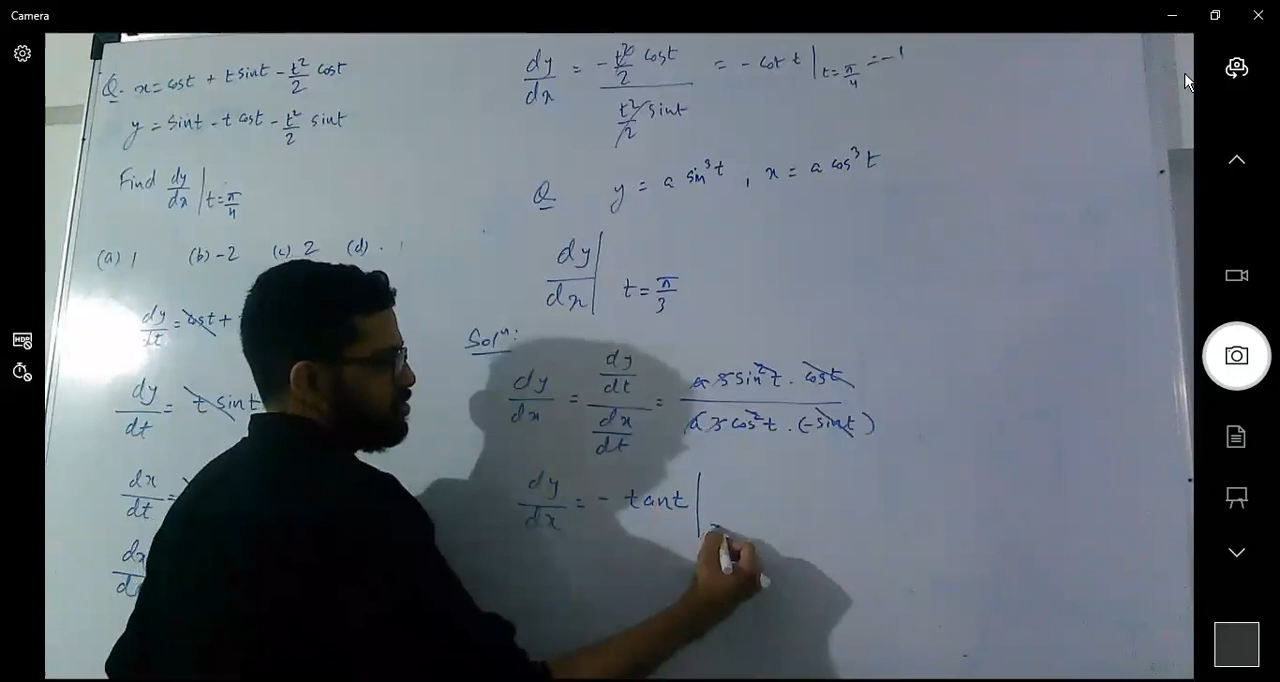 Camera
Q. x = cost + t sint - t²/2 cost
y = sint - t cost - t²/2 sint
Find dy/dx | t = π/4
(a) 1 (b) -2 (c) 2 (d)
dy/dt = cost +
dy/dt = t sint
dx/dt =
dy/dx = - t²/2 cost / t²/2 sint = - cot t | t = π/4 = -1
Q y = a sin³t , x = a cos³t
dy/dx | t = π/3
Solⁿ:
dy/dx = dy/dt / dx/dt = a 3 sin²t . cost / a 3 cos²t . (-sint)
dy/dx = - tant |